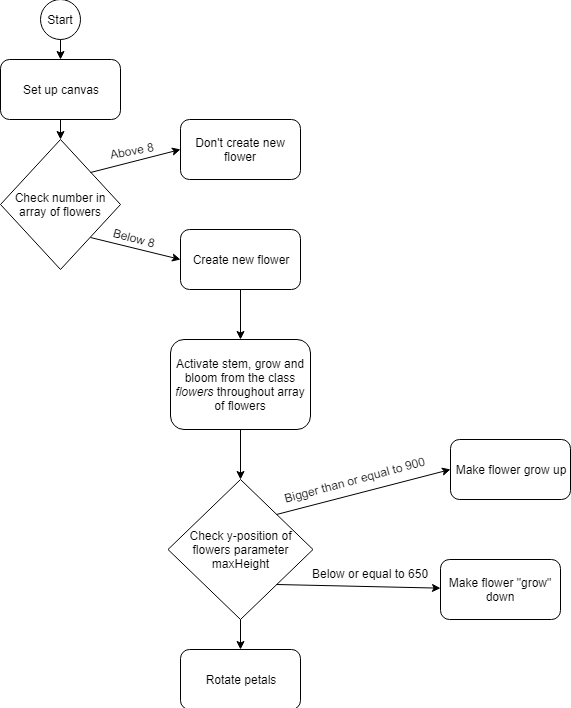 Start
Set up canvas
Above 8
Don't create new
flower
Check number in
array of flowers
Below 8
Create new flower
Activate stem, grow and
bloom from the class
flowers throughout array
of flowers
Bigger than or equal to 900
Make flower grow up
Check y-position of
flowers parameter
maxHeight
Below or equal to 650
Make flower "grow"
down
Rotate petals